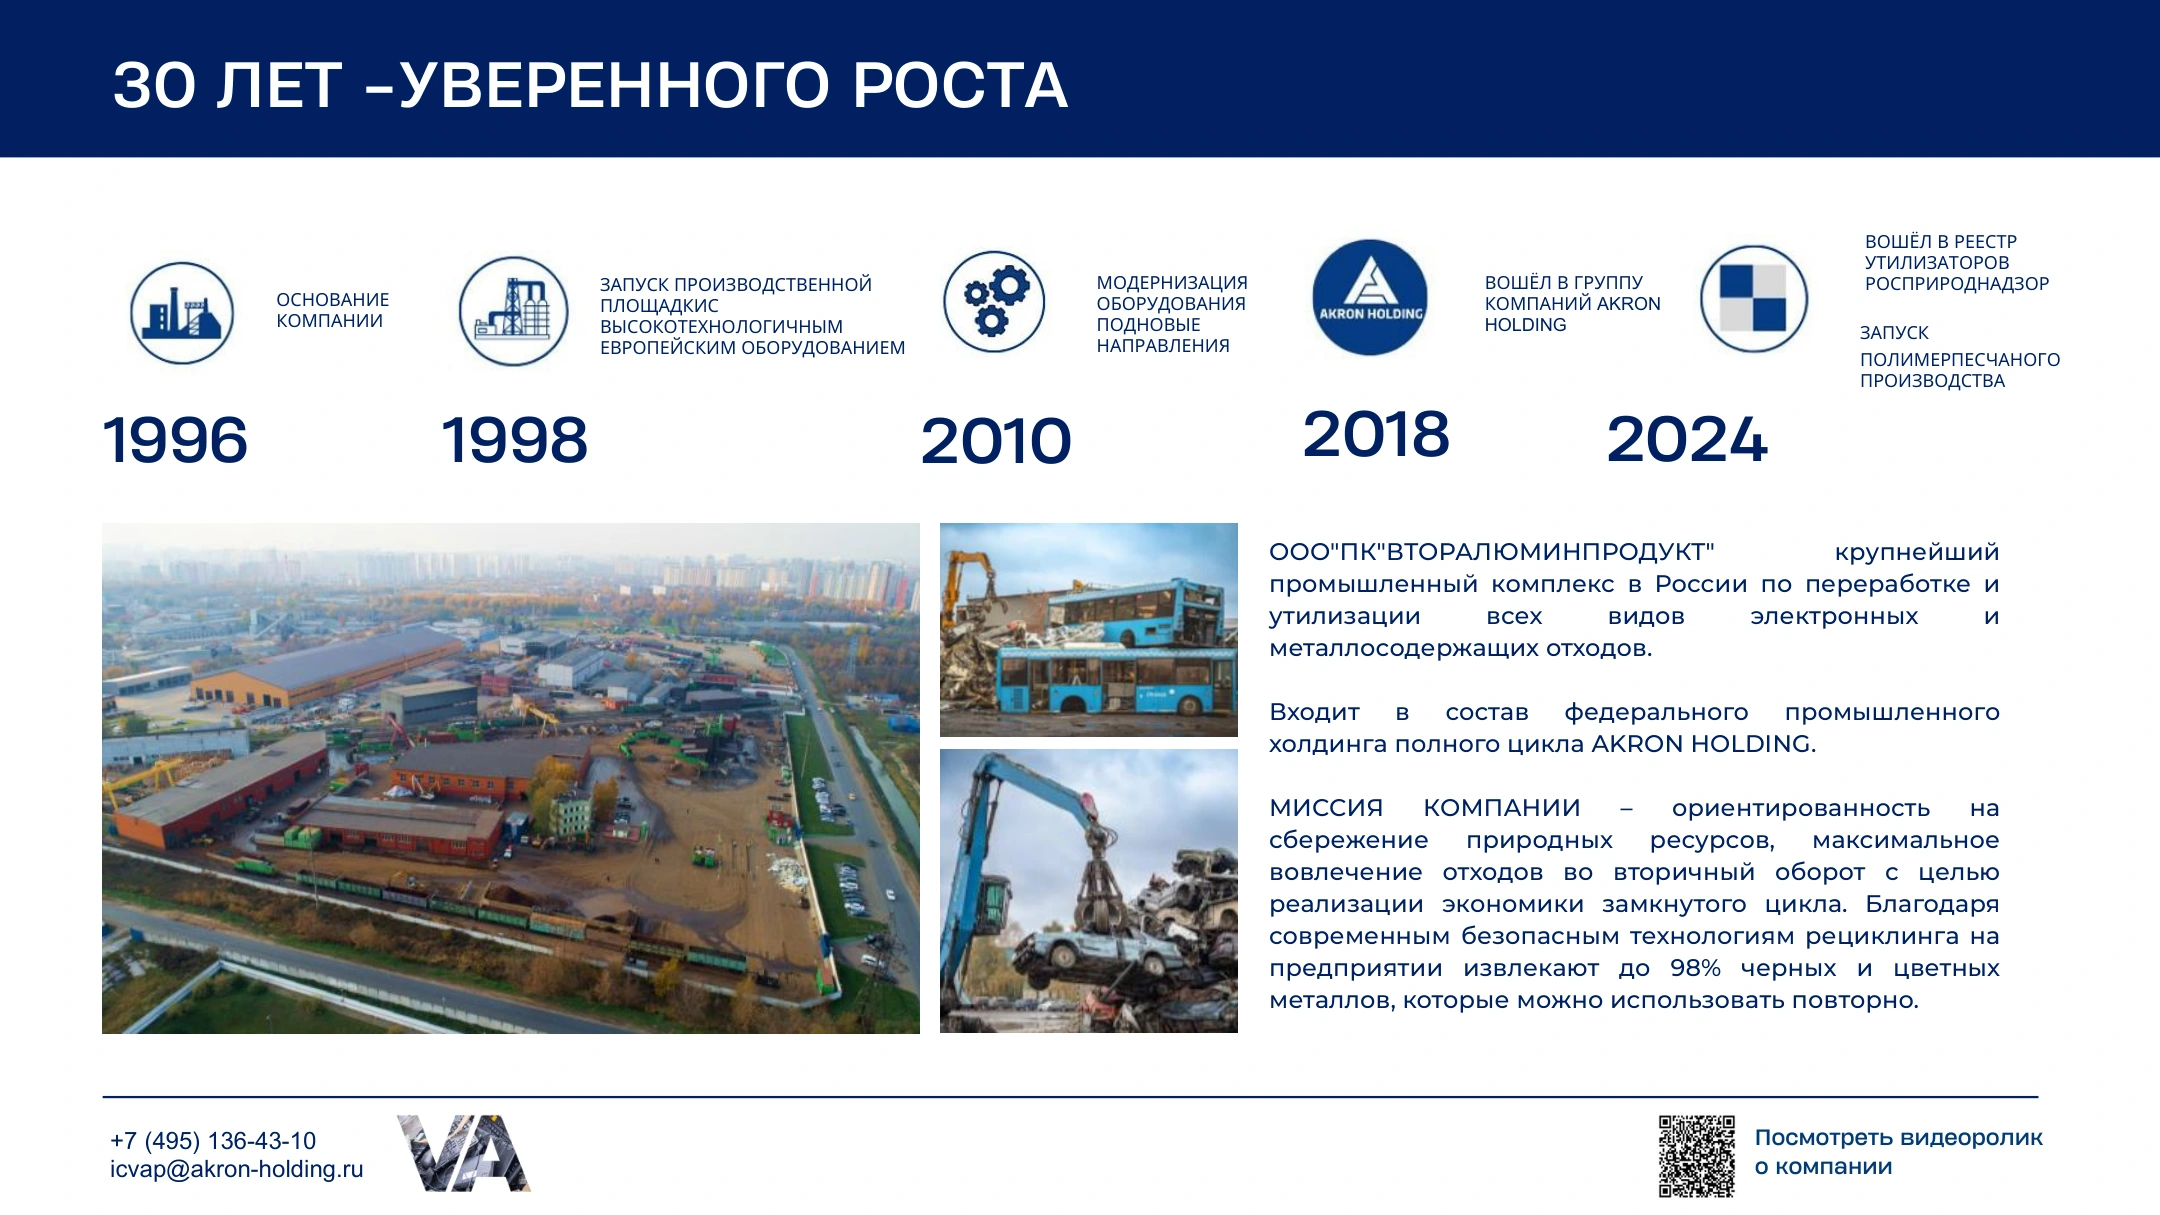 30 ЛЕТ –УВЕРЕННОГО РОСТА
ОСНОВАНИЕ
КОМПАНИИ
1996
ЗАПУСК ПРОИЗВОДСТВЕННОЙ
ПЛОЩАДКИС
ВЫСОКОТЕХНОЛОГИЧНЫМ
ЕВРОПЕЙСКИМ ОБОРУДОВАНИЕМ
1998
МОДЕРНИЗАЦИЯ
ОБОРУДОВАНИЯ
ПОДНОВЫЕ
НАПРАВЛЕНИЯ
2010
AKRON HOLDING
ВОШЁЛ В ГРУППУ
КОМПАНИЙ AKRON
HOLDING
2018
ВОШЁЛ В РЕЕСТР
УТИЛИЗАТОРОВ
РОСПРИРОДНАДЗОР
ЗАПУСК
ПОЛИМЕРПЕСЧАНОГО
ПРОИЗВОДСТВА
2024
ООО"ПК"ВТОРАЛЮМИНПРОДУКТ" крупнейший
промышленный комплекс в России по переработке и
утилизации всех видов электронных и
металлосодержащих отходов.
Входит в состав федерального промышленного
холдинга полного цикла AKRON HOLDING.
МИССИЯ КОМПАНИИ – ориентированность на
сбережение природных ресурсов, максимальное
вовлечение отходов во вторичный оборот с целью
реализации экономики замкнутого цикла. Благодаря
современным безопасным технологиям рециклинга на
предприятии извлекают до 98% черных и цветных
металлов, которые можно использовать повторно.
+7 (495) 136-43-10
icvap@akron-holding.ru
VA
Посмотреть видеоролик
о компании